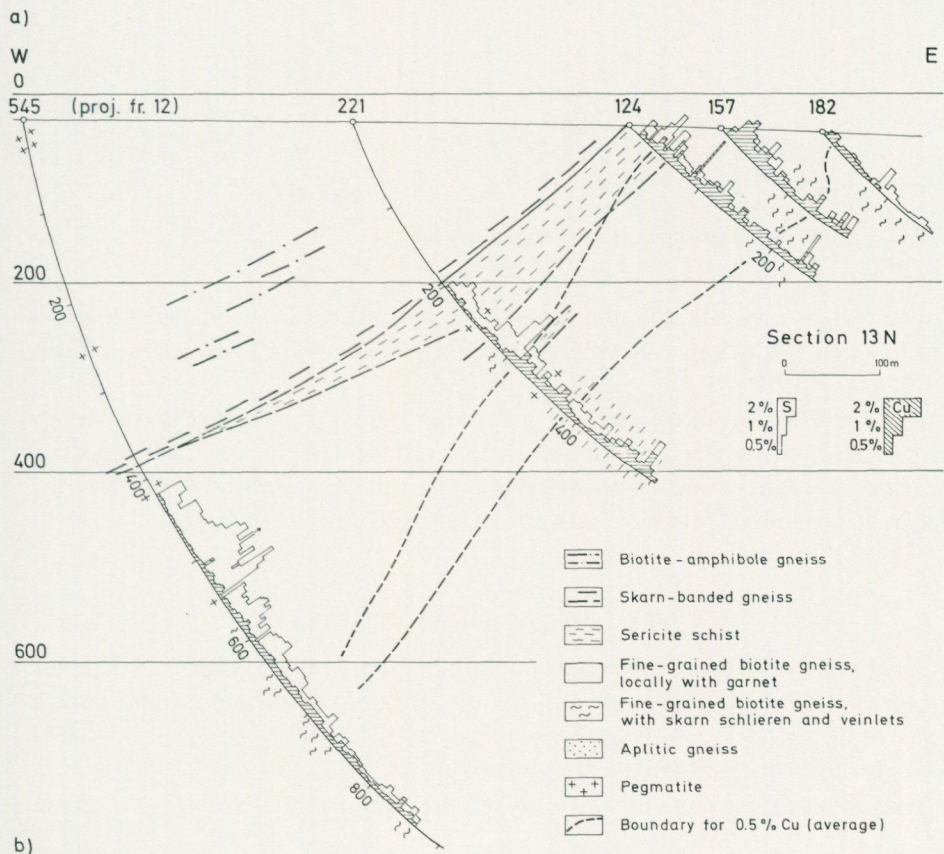 a)
W E
0
545 (proj. fr. 12) 221 124 157 182
200
200
200
200
Section 13 N
0 100 m
2 % S 2 % Cu
1 % 1 %
0.5% 0.5%
400
400
400
Biotite - amphibole gneiss
Skarn-banded gneiss
Sericite schist
600
600
Fine-grained biotite gneiss,
locally with garnet
Fine-grained biotite gneiss,
with skarn schlieren and veinlets
Aplitic gneiss
Pegmatite
800
Boundary for 0.5% Cu (average)
b)